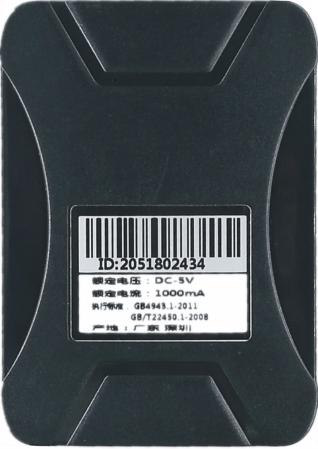 ID:2051802434
额定电压：DC-5V
额定电流：1000mA
执行标准：GB4943.1-2011
GB/T22450.1-2008
产地：广东 深圳